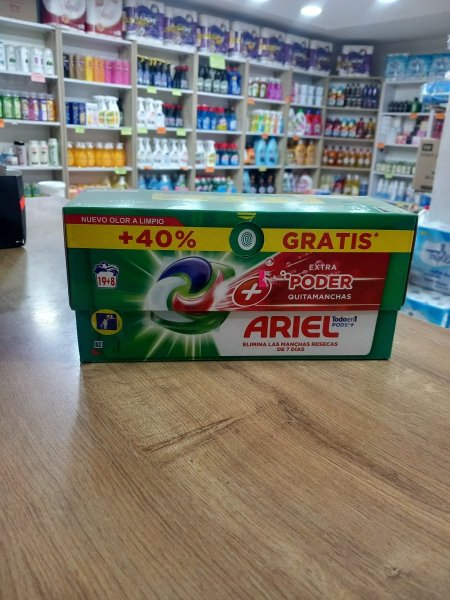 NUEVO OLOR A LIMPIO
+40% GRATIS*
19+8
EXTRA
PODER
QUITAMANCHAS
ARIEL Todoen1
PODS+
ELIMINA LAS MANCHAS RESECAS
DE 7 DÍAS